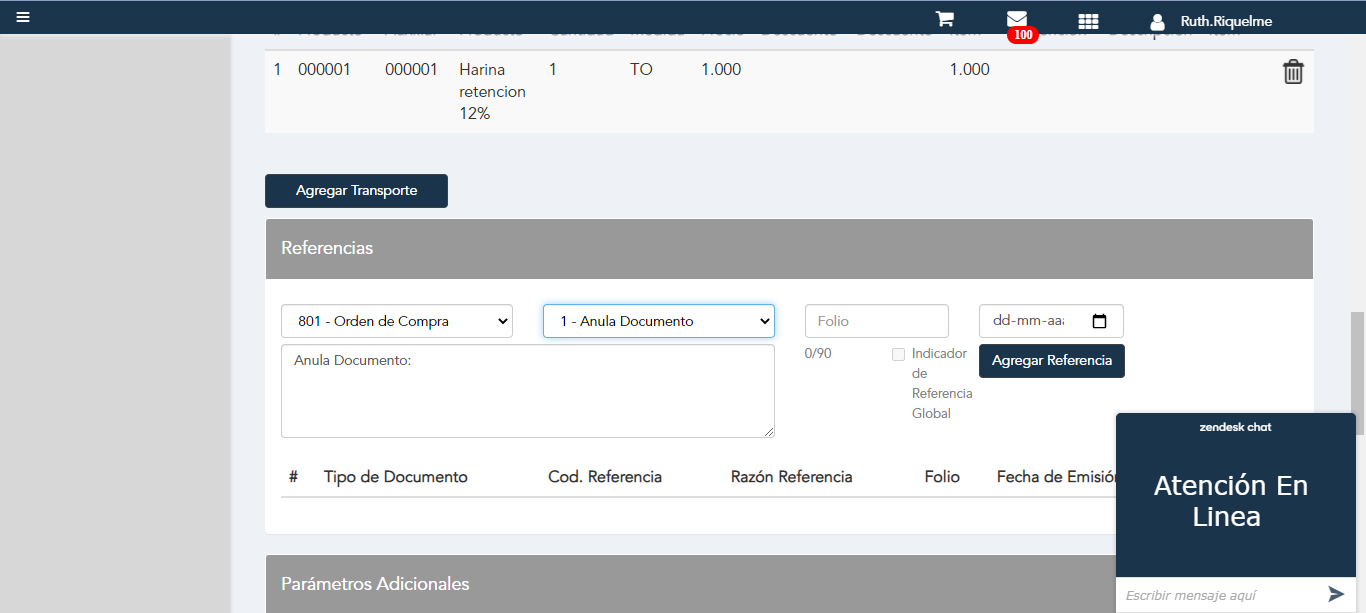 Ruth.Riquelme
100
1 000001 000001 Harina 1 TO 1.000 1.000
retencion
12%
Agregar Transporte
Referencias
801 - Orden de Compra 1 - Anula Documento Folio dd-mm-aaa
Anula Documento:
0/90 Indicador
de
Referencia
Global
Agregar Referencia
# Tipo de Documento Cod. Referencia Razón Referencia Folio Fecha de Emisión
zendesk chat
Atención En
Linea
Escribir mensaje aquí
Parámetros Adicionales